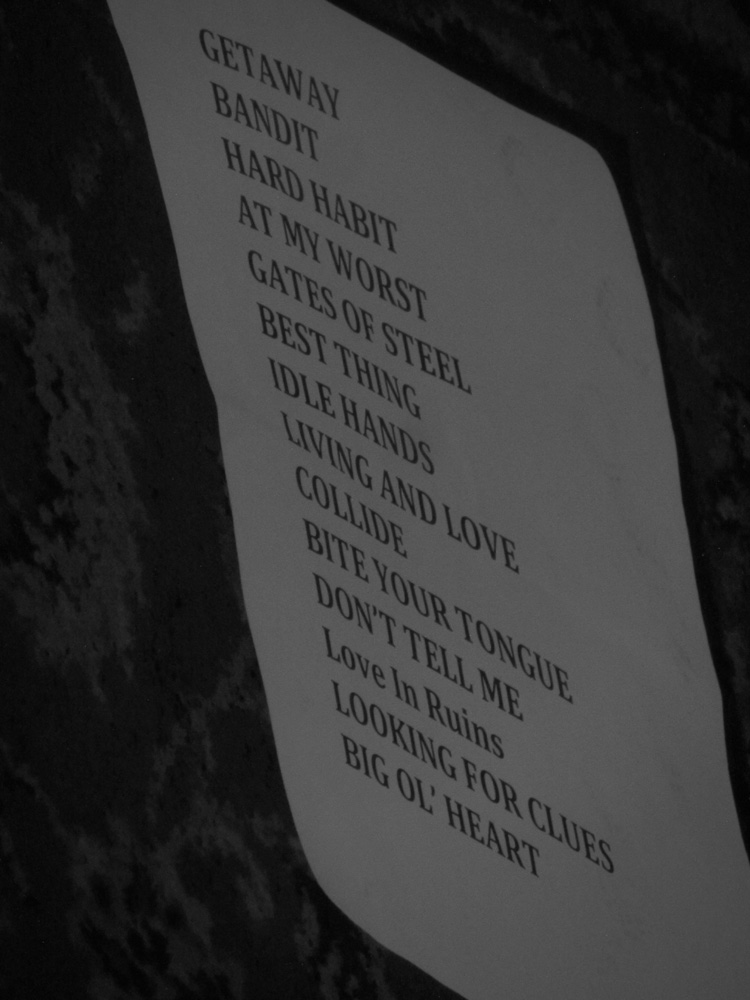 GETAWAY
BANDIT
HARD HABIT
AT MY WORST
GATES OF STEEL
BEST THING
IDLE HANDS
LIVING AND LOVE
COLLIDE
BITE YOUR TONGUE
DON'T TELL ME
Love In Ruins
LOOKING FOR CLUES
BIG OL' HEART